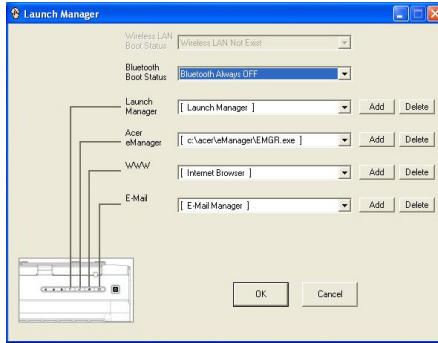 Launch Manager
Wireless LAN
Boot Status
Wireless LAN Not Exist
Bluetooth
Boot Status
Bluetooth Always OFF
Launch
Manager
[ Launch Manager ]
Add
Delete
Acer
eManager
[ c:\acer\eManager\EMGR.exe ]
Add
Delete
WWW
[ Internet Browser ]
Add
Delete
E-Mail
[ E-Mail Manager ]
Add
Delete
OK
Cancel